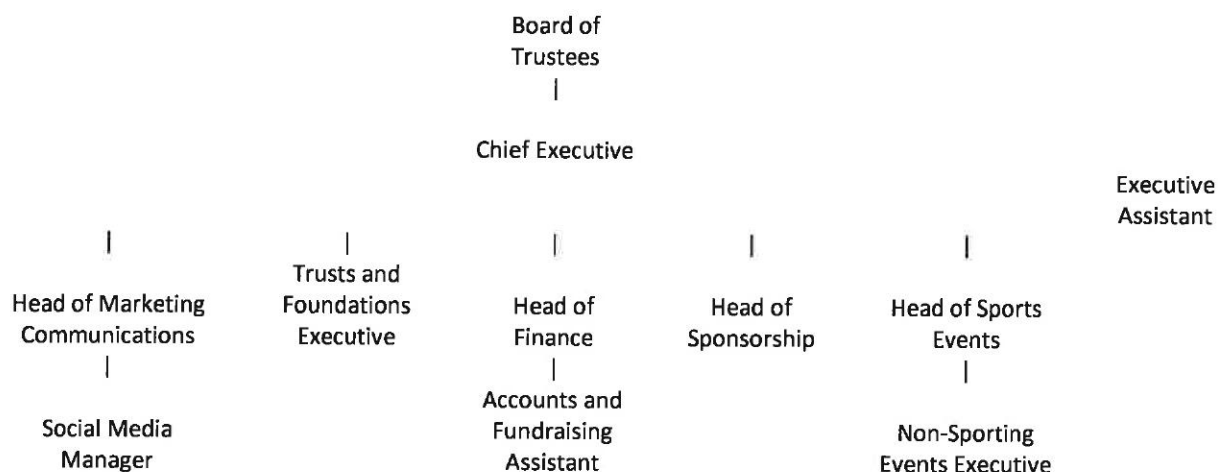 Board of
Trustees
Chief Executive
Executive
Assistant
Head of Marketing
Communications
Trusts and
Foundations
Executive
Head of
Finance
Head of
Sponsorship
Head of Sports
Events
Social Media
Manager
Accounts and
Fundraising
Assistant
Non-Sporting
Events Executive